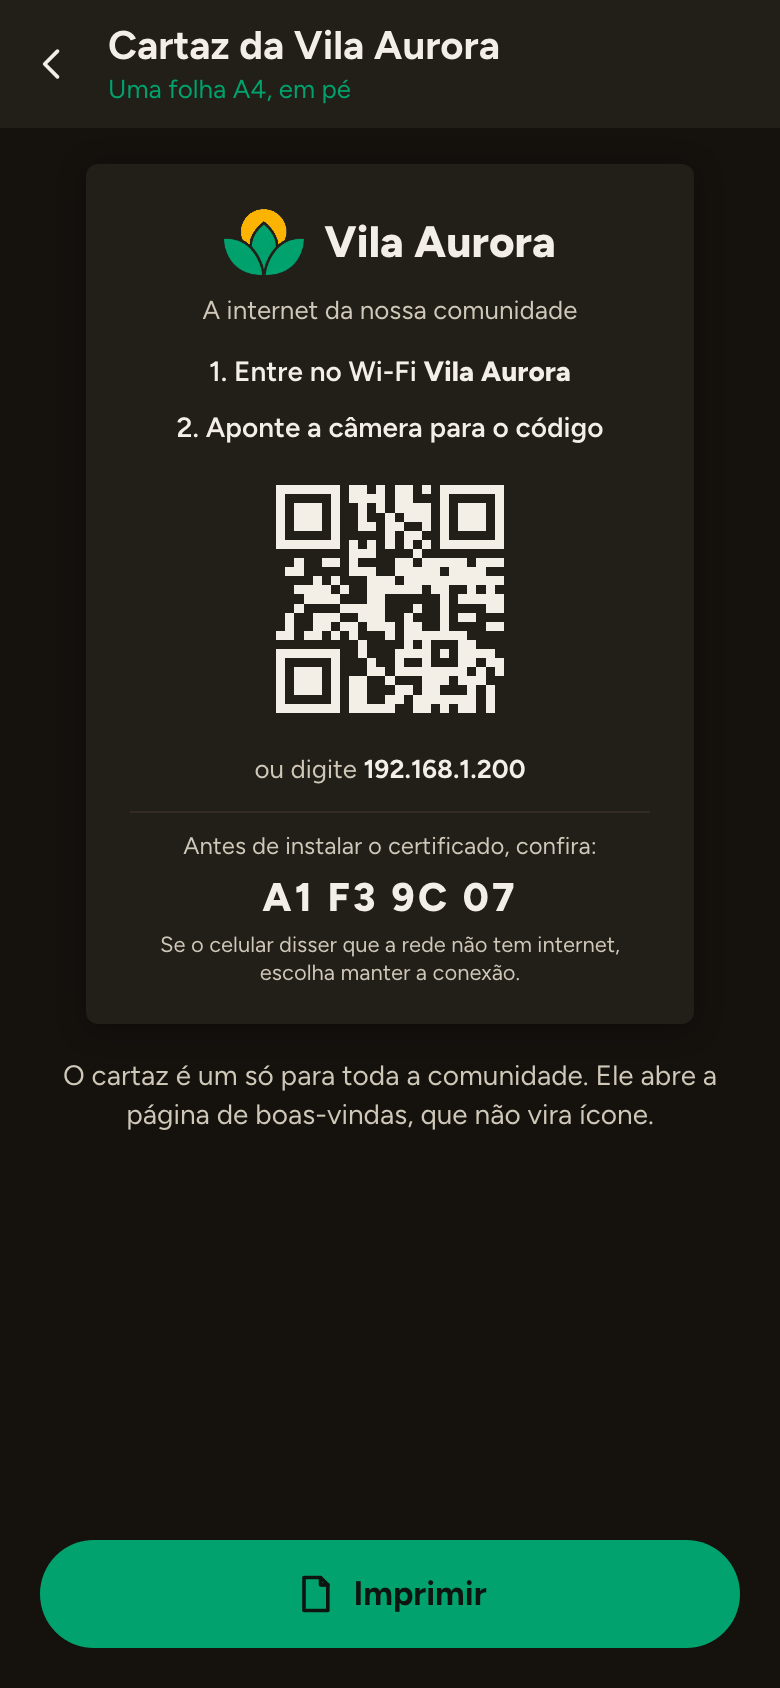 Cartaz da Vila Aurora
Uma folha A4, em pé
Vila Aurora
A internet da nossa comunidade
1. Entre no Wi-Fi Vila Aurora
2. Aponte a câmera para o código
ou digite 192.168.1.200
Antes de instalar o certificado, confira:
A1 F3 9C 07
Se o celular disser que a rede não tem internet,
escolha manter a conexão.
O cartaz é um só para toda a comunidade. Ele abre a
página de boas-vindas, que não vira ícone.
Imprimir